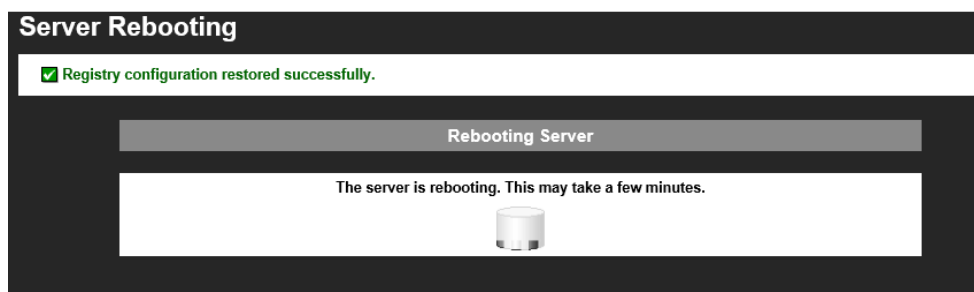 Server Rebooting
Registry configuration restored successfully.
Rebooting Server
The server is rebooting. This may take a few minutes.